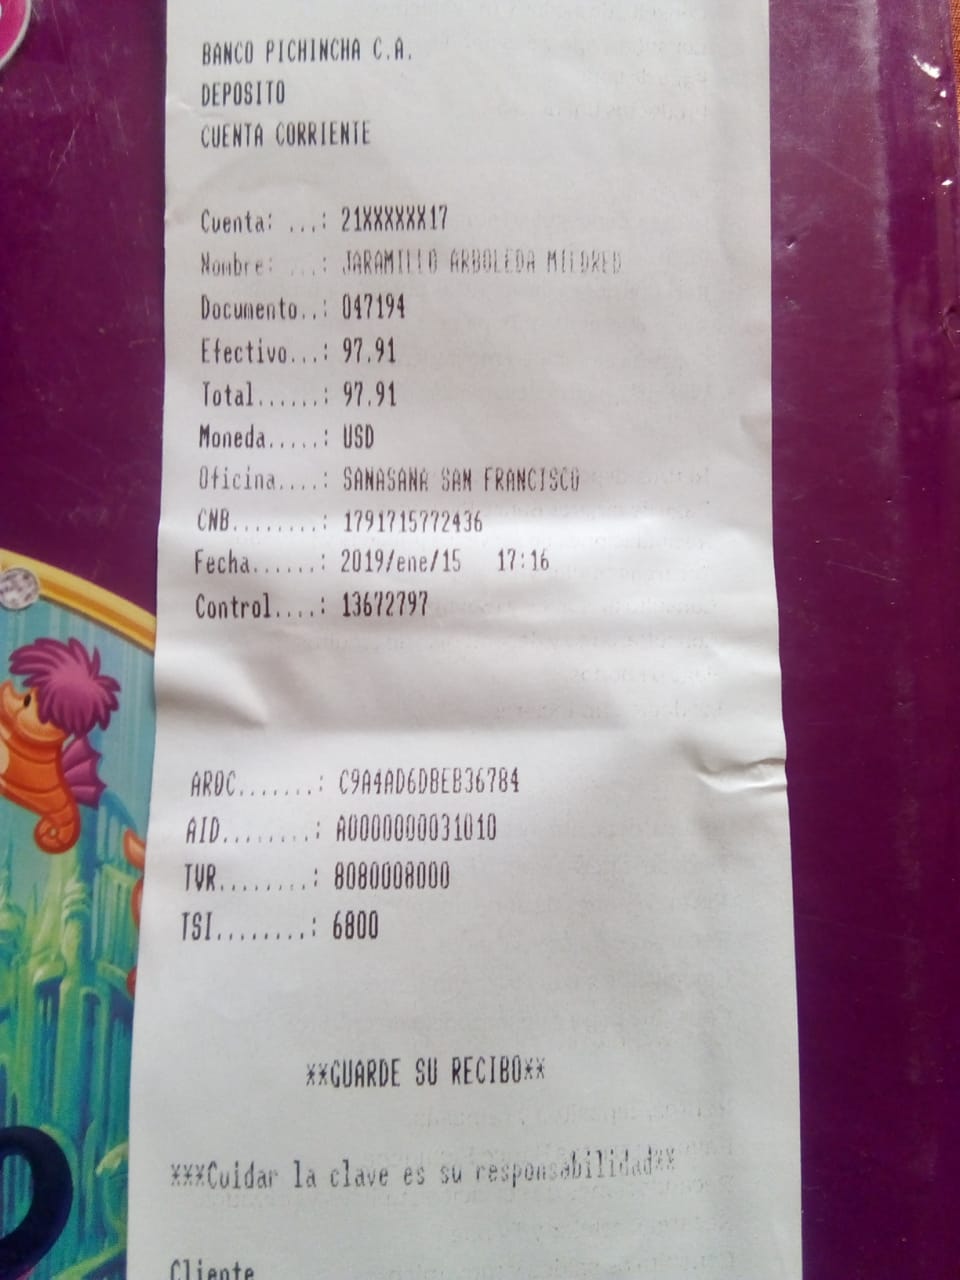 BANCO PICHINCHA C.A.
DEPOSITO
CUENTA CORRIENTE
Cuenta: ...: 21XXXXXX17
Nombre: ...: JARAMILLO ARBOLEDA MILDRED
Documento..: 047194
Efectivo...: 97.91
Total......: 97.91
Moneda.....: USD
Oficina....: SANASANA SAN FRANCISCO
CNB........: 1791715772436
Fecha......: 2019/ene/15 17:16
Control....: 13672797
ARQC.......: C9A4AD6DBEB36784
AID........: A0000000031010
TVR........: 8080008000
TSI........: 6800
**GUARDE SU RECIBO**
***Cuidar la clave es su responsabilidad**
Cliente